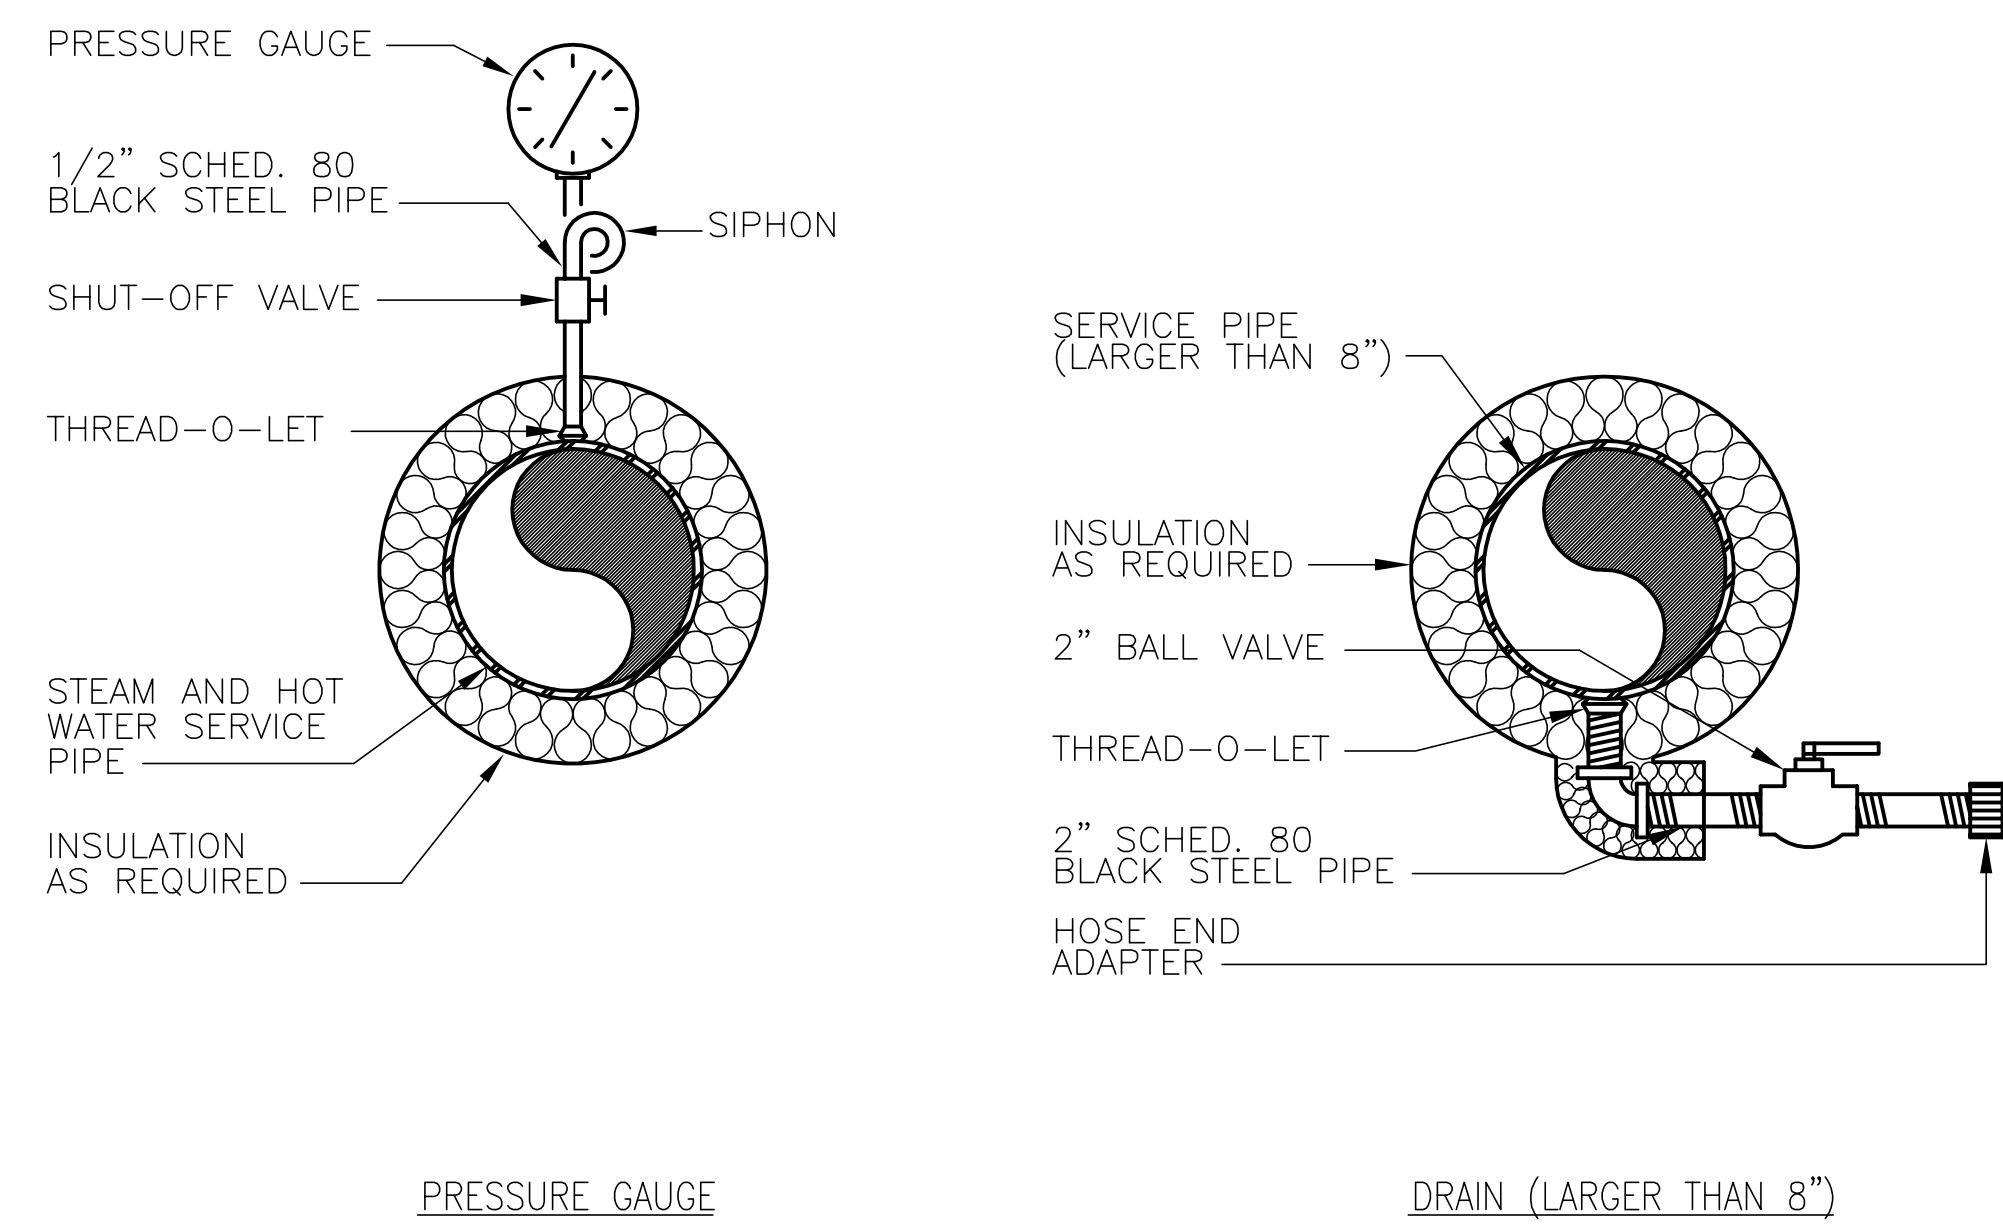 PRESSURE GAUGE
1/2” SCHED. 80
BLACK STEEL PIPE
SIPHON
SHUT-OFF VALVE
THREAD-O-LET
STEAM AND HOT
WATER SERVICE
PIPE
INSULATION
AS REQUIRED
PRESSURE GAUGE
SERVICE PIPE
(LARGER THAN 8”)
INSULATION
AS REQUIRED
2” BALL VALVE
THREAD-O-LET
2” SCHED. 80
BLACK STEEL PIPE
HOSE END
ADAPTER
DRAIN (LARGER THAN 8”)